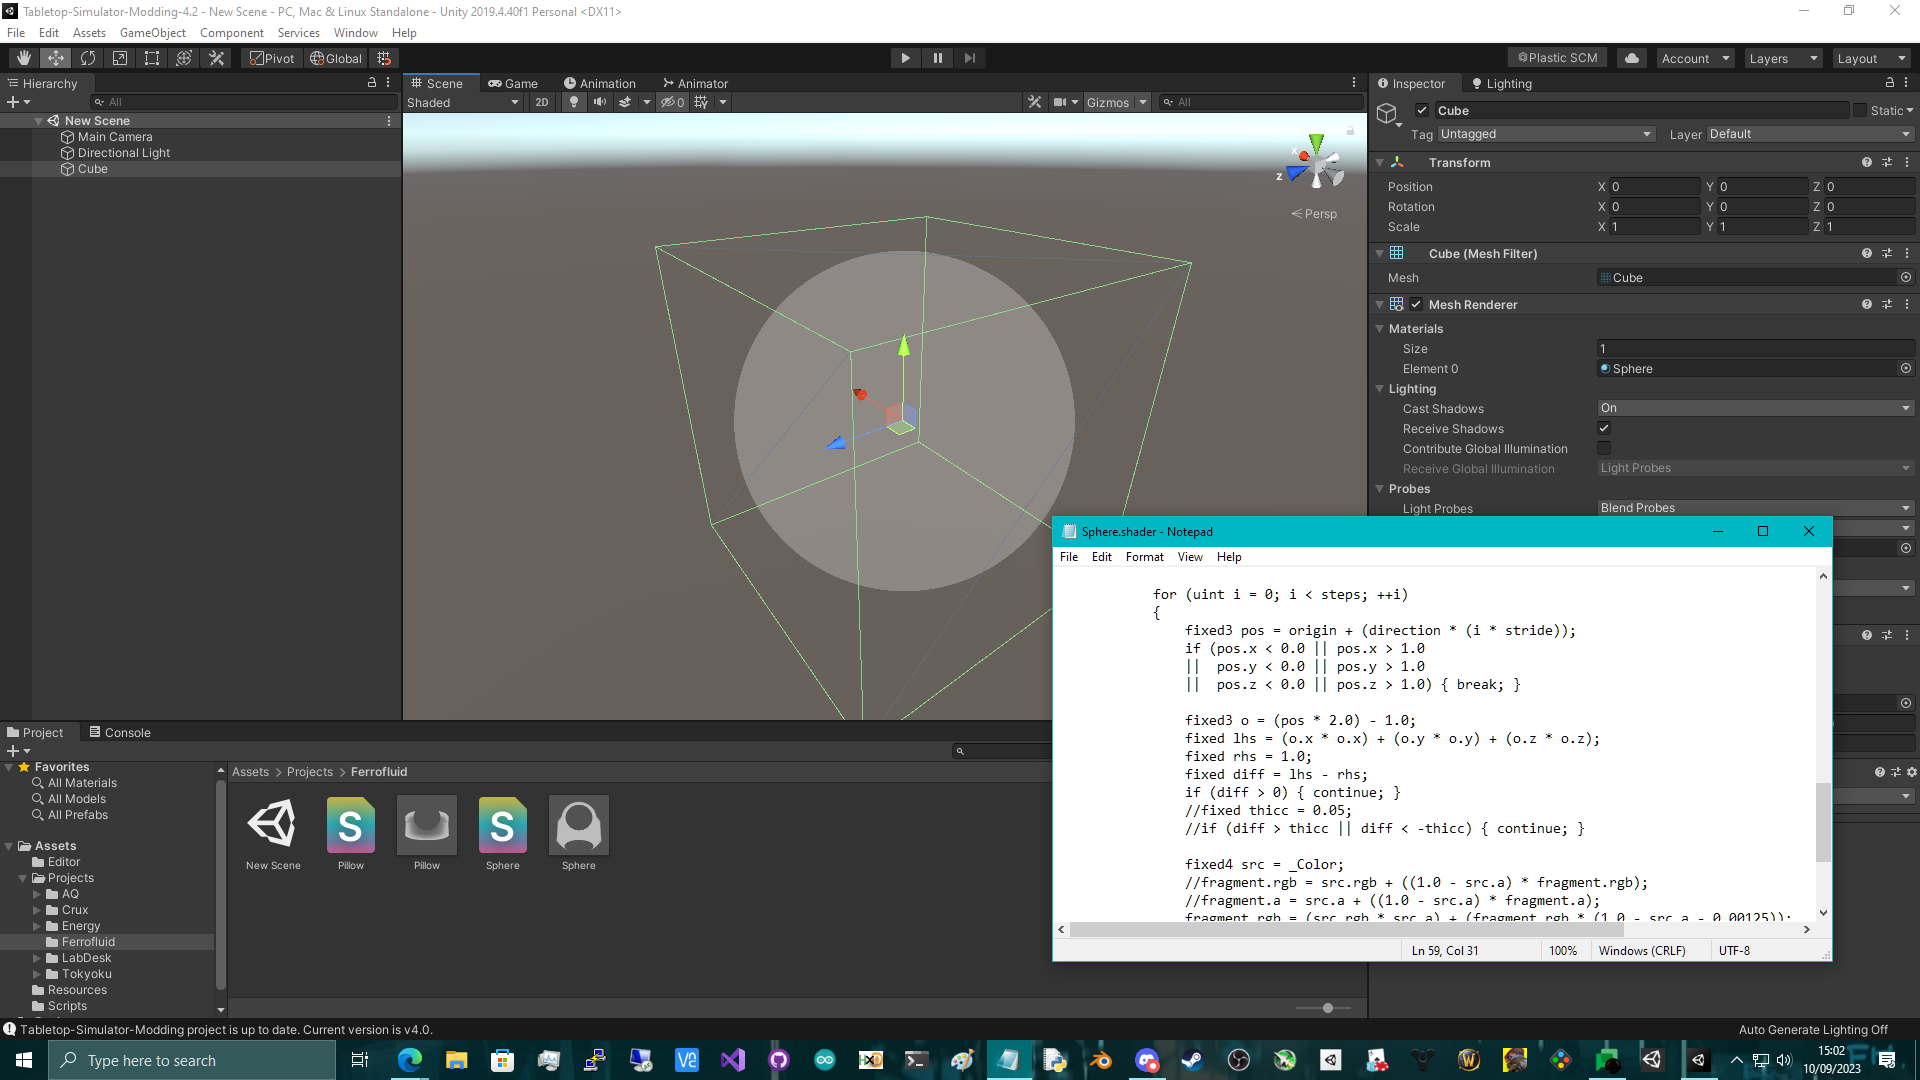 Tabletop-Simulator-Modding-4.2 - New Scene - PC, Mac & Linux Standalone - Unity 2019.4.40f1 Personal <DX11>
File Edit Assets GameObject Component Services Window Help
Pivot Global
Plastic SCM Account Layers Layout
Hierarchy
All
New Scene
Main Camera
Directional Light
Cube
Scene Game Animation Animator
Shaded 2D 0 Gizmos All
x
z
Persp
Inspector Lighting
Cube Static
Tag Untagged Layer Default
Transform
Position X 0 Y 0 Z 0
Rotation X 0 Y 0 Z 0
Scale X 1 Y 1 Z 1
Cube (Mesh Filter)
Mesh Cube
Mesh Renderer
Materials
Size 1
Element 0 Sphere
Lighting
Cast Shadows On
Receive Shadows
Contribute Global Illumination
Receive Global Illumination Light Probes
Probes
Light Probes Blend Probes
Sphere.shader - Notepad
File Edit Format View Help
for (uint i = 0; i < steps; ++i)
{
fixed3 pos = origin + (direction * (i * stride));
if (pos.x < 0.0 || pos.x > 1.0
|| pos.y < 0.0 || pos.y > 1.0
|| pos.z < 0.0 || pos.z > 1.0) { break; }
fixed3 o = (pos * 2.0) - 1.0;
fixed lhs = (o.x * o.x) + (o.y * o.y) + (o.z * o.z);
fixed rhs = 1.0;
fixed diff = lhs - rhs;
if (diff > 0) { continue; }
//fixed thicc = 0.05;
//if (diff > thicc || diff < -thicc) { continue; }
fixed4 src = _Color;
//fragment.rgb = src.rgb + ((1.0 - src.a) * fragment.rgb);
//fragment.a = src.a + ((1.0 - src.a) * fragment.a);
fragment.rgb = (src.rgb * src.a) + (fragment.rgb * (1.0 - src.a - 0.00125));
Ln 59, Col 31 100% Windows (CRLF) UTF-8
Project Console
Favorites
All Materials
All Models
All Prefabs
Assets
Editor
Projects
AQ
Crux
Energy
Ferrofluid
LabDesk
Tokyoku
Resources
Scripts
Assets > Projects > Ferrofluid
New Scene Pillow Pillow Sphere Sphere
Tabletop-Simulator-Modding project is up to date. Current version is v4.0.
Auto Generate Lighting Off
Type here to search
15:02
10/09/2023